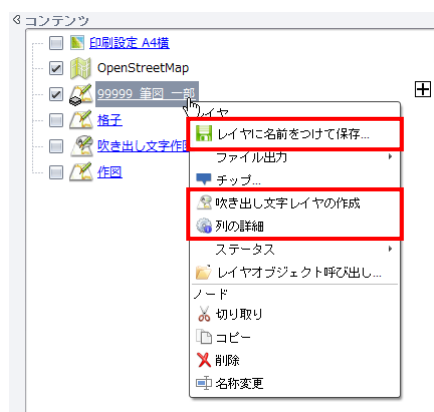 コンテンツ
印刷設定 A4横
OpenStreetMap
99999 筆図 一部
格子
吹き出し文字作図
作図
レイヤ
レイヤに名前をつけて保存...
ファイル出力
チップ...
吹き出し文字レイヤの作成
列の詳細
ステータス
レイヤオブジェクト呼び出し...
ノード
切り取り
コピー
削除
名称変更